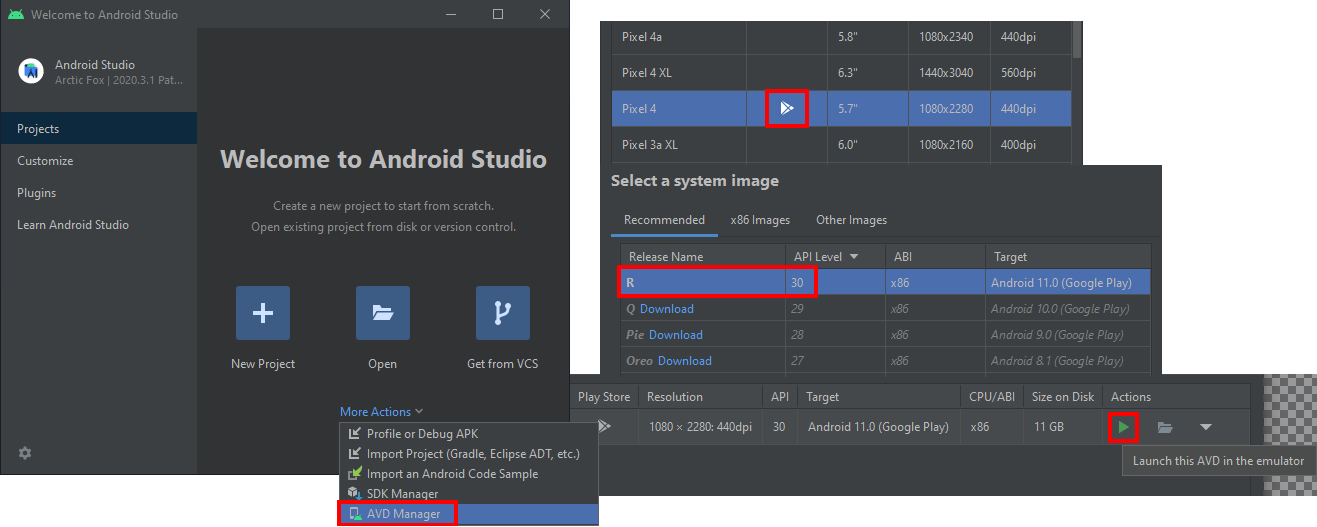 Welcome to Android Studio
Android Studio
Arctic Fox | 2020.3.1 Pat...
Projects
Customize
Plugins
Learn Android Studio
Welcome to Android Studio
Create a new project to start from scratch.
Open existing project from disk or version control.
New Project
Open
Get from VCS
More Actions
Profile or Debug APK
Import Project (Gradle, Eclipse ADT, etc.)
Import an Android Code Sample
SDK Manager
AVD Manager
Pixel 4a 5.8" 1080x2340 440dpi
Pixel 4 XL 6.3" 1440x3040 560dpi
Pixel 4 5.7" 1080x2280 440dpi
Pixel 3a XL 6.0" 1080x2160 400dpi
Select a system image
Recommended x86 Images Other Images
Release Name API Level ABI Target
R 30 x86 Android 11.0 (Google Play)
Q Download 29 x86 Android 10.0 (Google Play)
Pie Download 28 x86 Android 9.0 (Google Play)
Oreo Download 27 x86 Android 8.1 (Google Play)
Play Store Resolution API Target CPU/ABI Size on Disk Actions
1080 × 2280: 440dpi 30 Android 11.0 (Google Play) x86 11 GB
Launch this AVD in the emulator